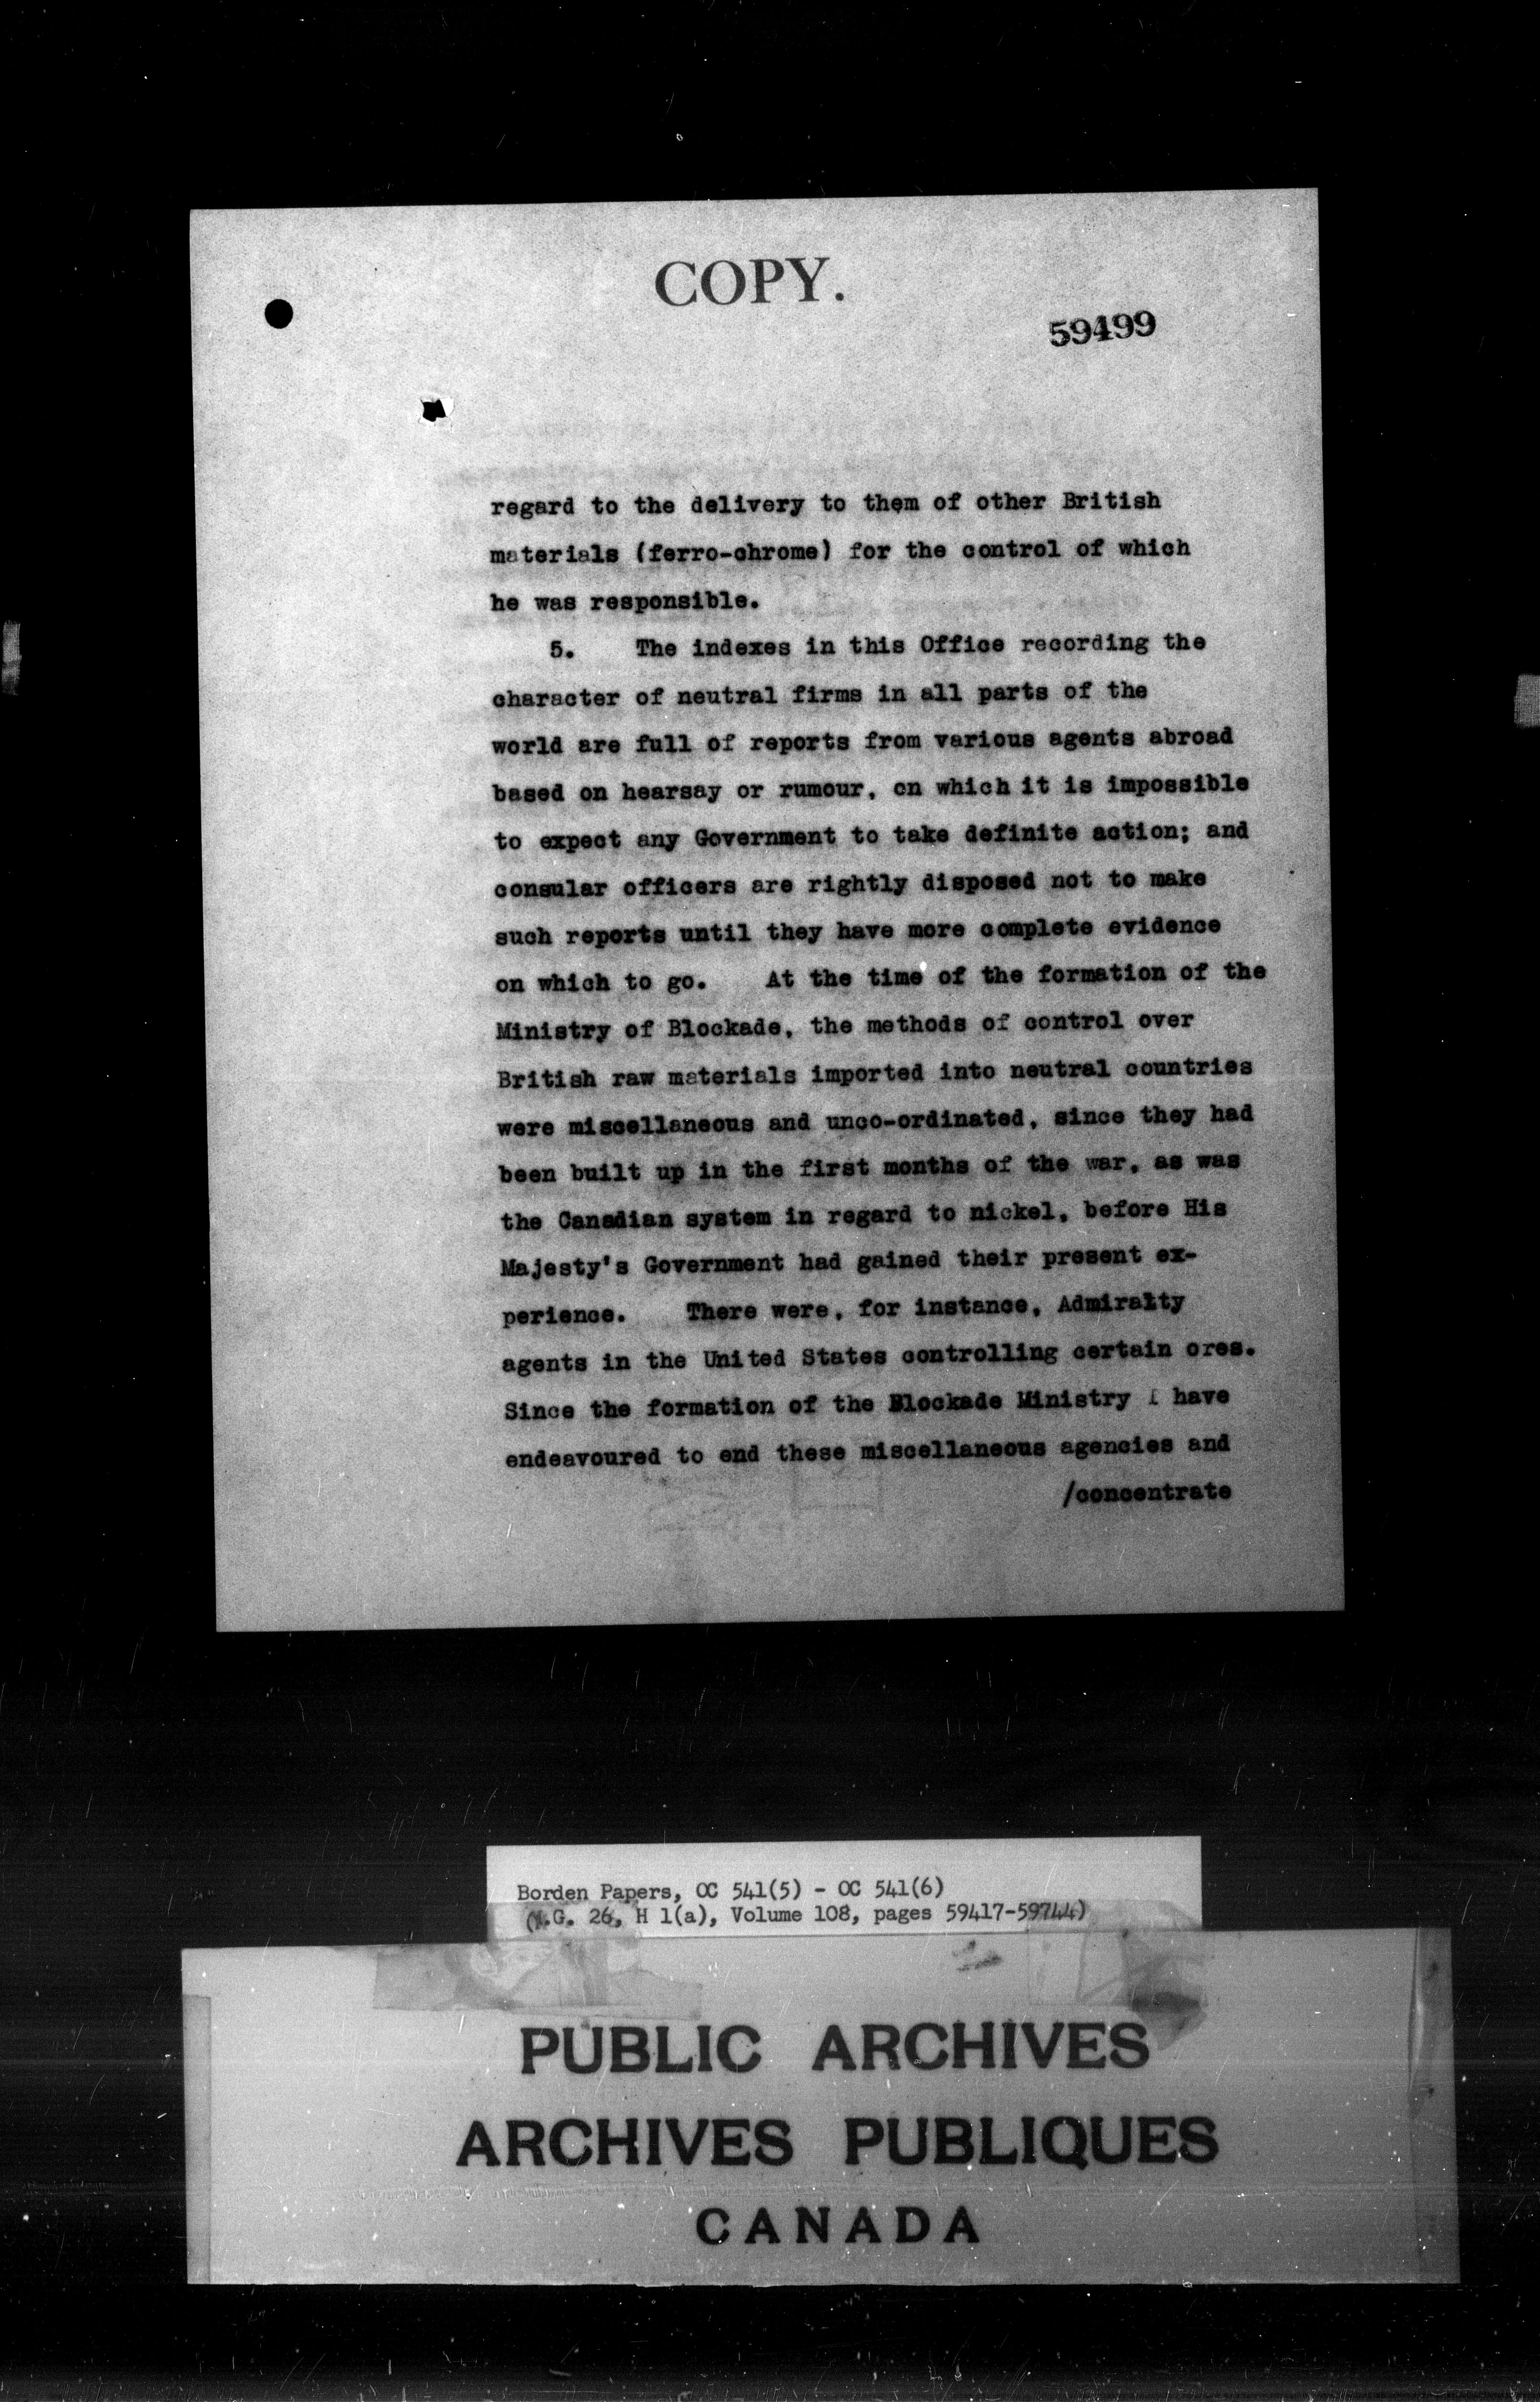 COPY.
59499
regard to the delivery to them of other British
materials (ferro-chrome) for the control of which
he was responsible.
5. The indexes in this Office recording the
character of neutral firms in all parts of the
world are full of reports from various agents abroad
based on hearsay or rumour, on which it is impossible
to expect any Government to take definite action; and
consular officers are rightly disposed not to make
such reports until they have more complete evidence
on which to go. At the time of the formation of the
Ministry of Blockade, the methods of control over
British raw materials imported into neutral countries
were miscellaneous and unco-ordinated, since they had
been built up in the first months of the war, as was
the Canadian system in regard to nickel, before His
Majesty's Government had gained their present ex-
perience. There were, for instance, Admiralty
agents in the United States controlling certain ores.
Since the formation of the Blockade Ministry I have
endeavoured to end these miscellaneous agencies and
/concentrate
Borden Papers, OC 541(5) - OC 541(6)
(M.G. 26, H 1(a), Volume 108, pages 59417-59744)
PUBLIC ARCHIVES
ARCHIVES PUBLIQUES
CANADA